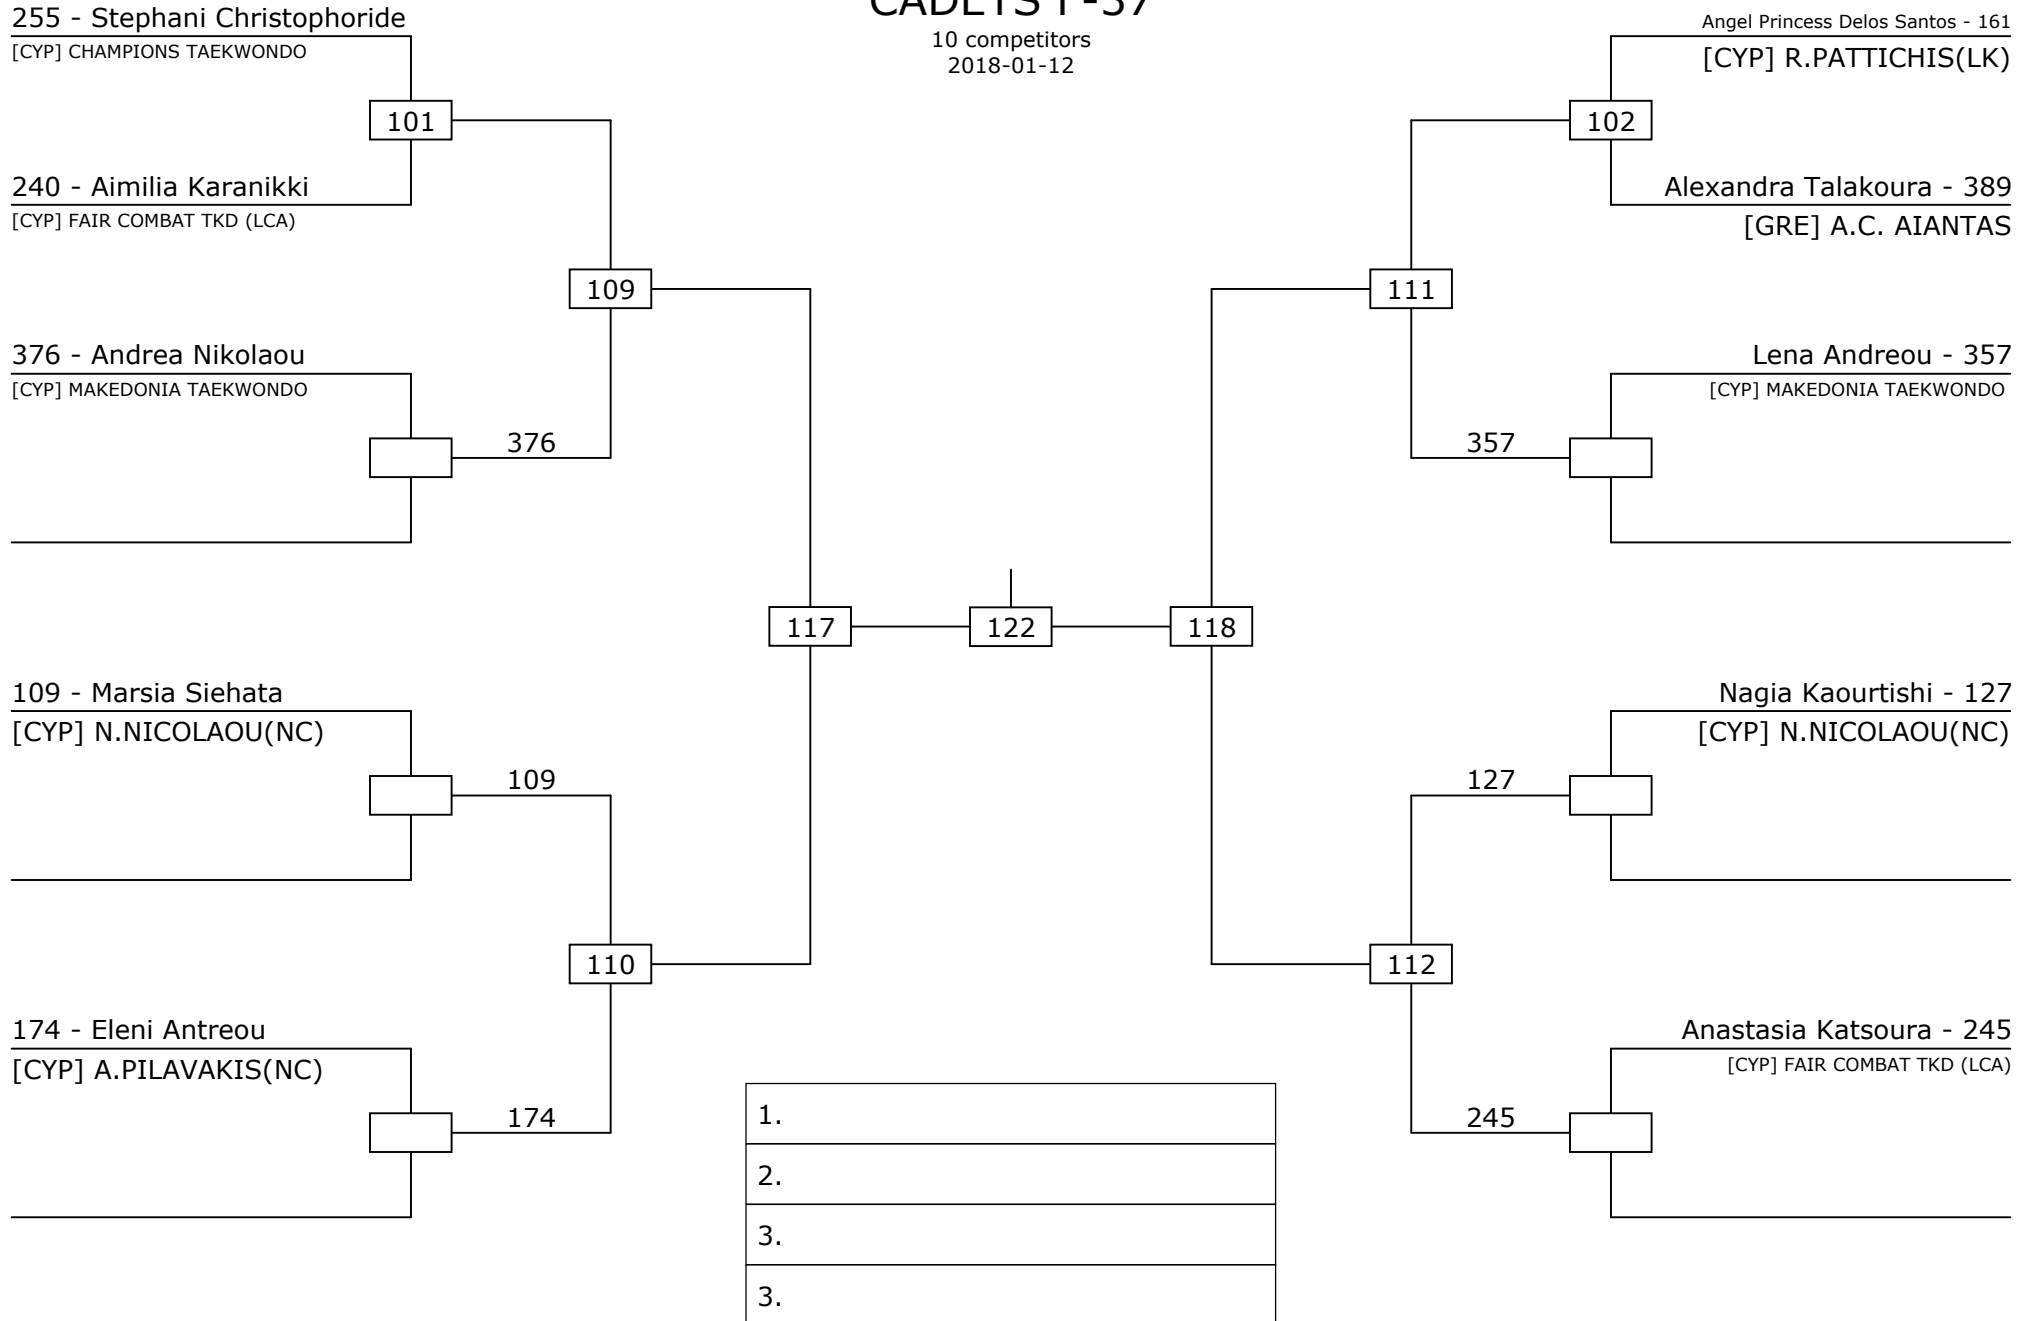 CADETS F-37
10 competitors
2018-01-12
255 - Stephani Christophoride
[CYP] CHAMPIONS TAEKWONDO
101
240 - Aimilia Karanikki
[CYP] FAIR COMBAT TKD (LCA)
109
376 - Andrea Nikolaou
[CYP] MAKEDONIA TAEKWONDO
376
117
109 - Marsia Siehata
[CYP] N.NICOLAOU(NC)
109
110
174 - Eleni Antreou
[CYP] A.PILAVAKIS(NC)
174
122
Angel Princess Delos Santos - 161
[CYP] R.PATTICHIS(LK)
102
Alexandra Talakoura - 389
[GRE] A.C. AIANTAS
111
Lena Andreou - 357
[CYP] MAKEDONIA TAEKWONDO
357
118
Nagia Kaourtishi - 127
[CYP] N.NICOLAOU(NC)
127
112
Anastasia Katsoura - 245
[CYP] FAIR COMBAT TKD (LCA)
245
1.
2.
3.
3.